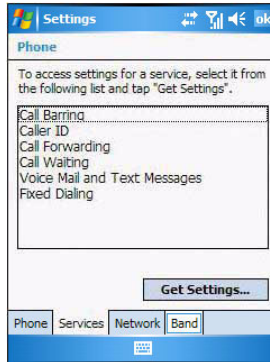 Settings
ok
Phone
To access settings for a service, select it from
the following list and tap "Get Settings".
Call Barring
Caller ID
Call Forwarding
Call Waiting
Voice Mail and Text Messages
Fixed Dialing
Get Settings...
Phone Services Network Band